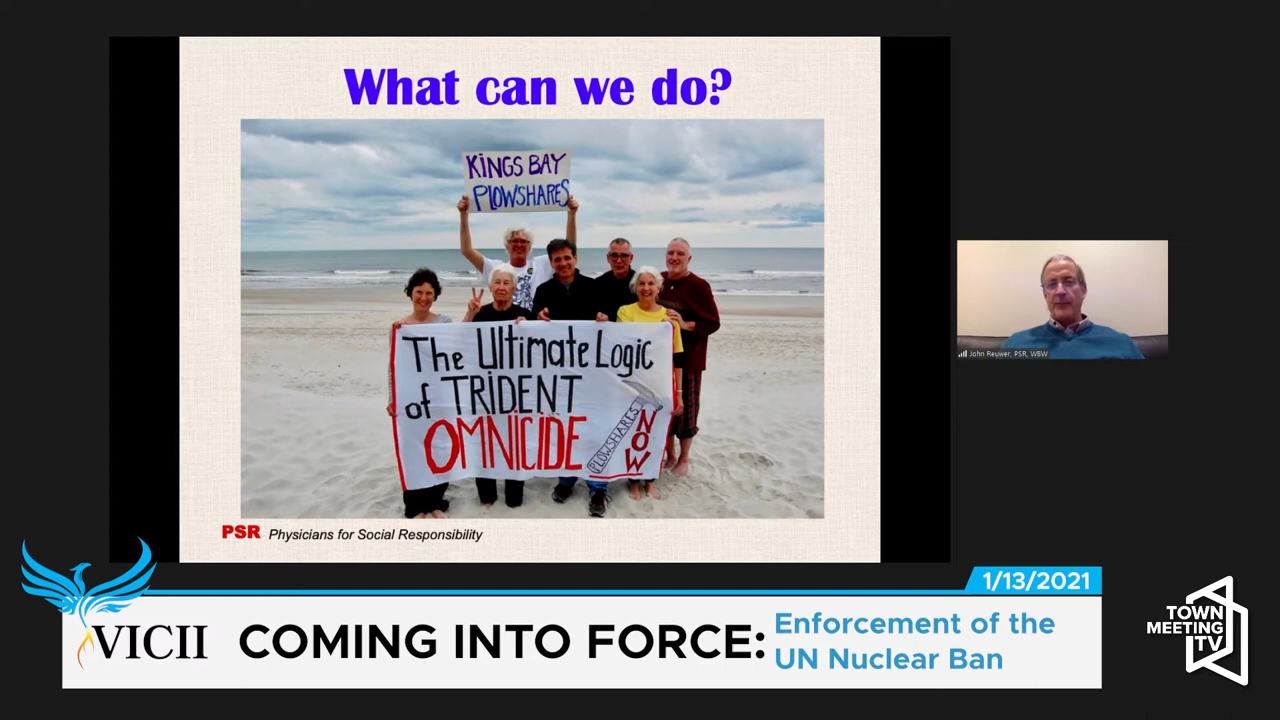 What can we do?
KINGS BAY
PLOWSHARES
The Ultimate Logic
of TRIDENT
OMNICIDE
PLOWSHARES
NOW
PSR Physicians for Social Responsibility
John Reuwer, PSR, WBW
1/13/2021
VICII
COMING INTO FORCE:
Enforcement of the
UN Nuclear Ban
TOWN
MEETING
TV